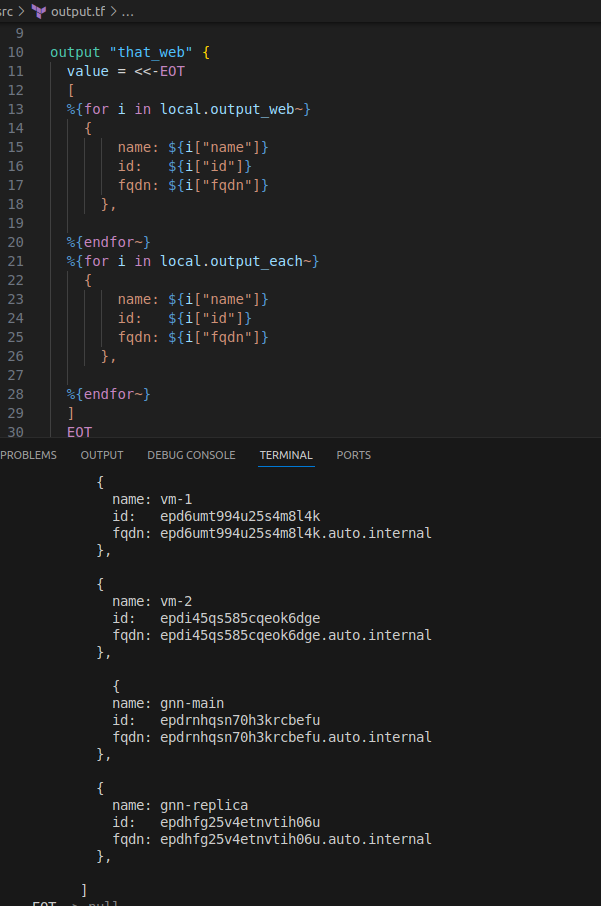 src > output.tf > ...
9
10 output "that_web" {
11   value = <<-EOT
12   [
13   %{for i in local.output_web~}
14     {
15         name: ${i["name"]}
16         id:   ${i["id"]}
17         fqdn: ${i["fqdn"]}
18       },
19
20   %{endfor~}
21   %{for i in local.output_each~}
22     {
23         name: ${i["name"]}
24         id:   ${i["id"]}
25         fqdn: ${i["fqdn"]}
26       },
27
28   %{endfor~}
29   ]
30   EOT
PROBLEMS OUTPUT DEBUG CONSOLE TERMINAL PORTS
            {
              name: vm-1
              id:   epd6umt994u25s4m8l4k
              fqdn: epd6umt994u25s4m8l4k.auto.internal
            },
            {
              name: vm-2
              id:   epdi45qs585cqeok6dge
              fqdn: epdi45qs585cqeok6dge.auto.internal
            },
              {
              name: gnn-main
              id:   epdrnhqsn70h3krcbefu
              fqdn: epdrnhqsn70h3krcbefu.auto.internal
            },
            {
              name: gnn-replica
              id:   epdhfg25v4etnvtih06u
              fqdn: epdhfg25v4etnvtih06u.auto.internal
            },
          ]
    EOT -> null